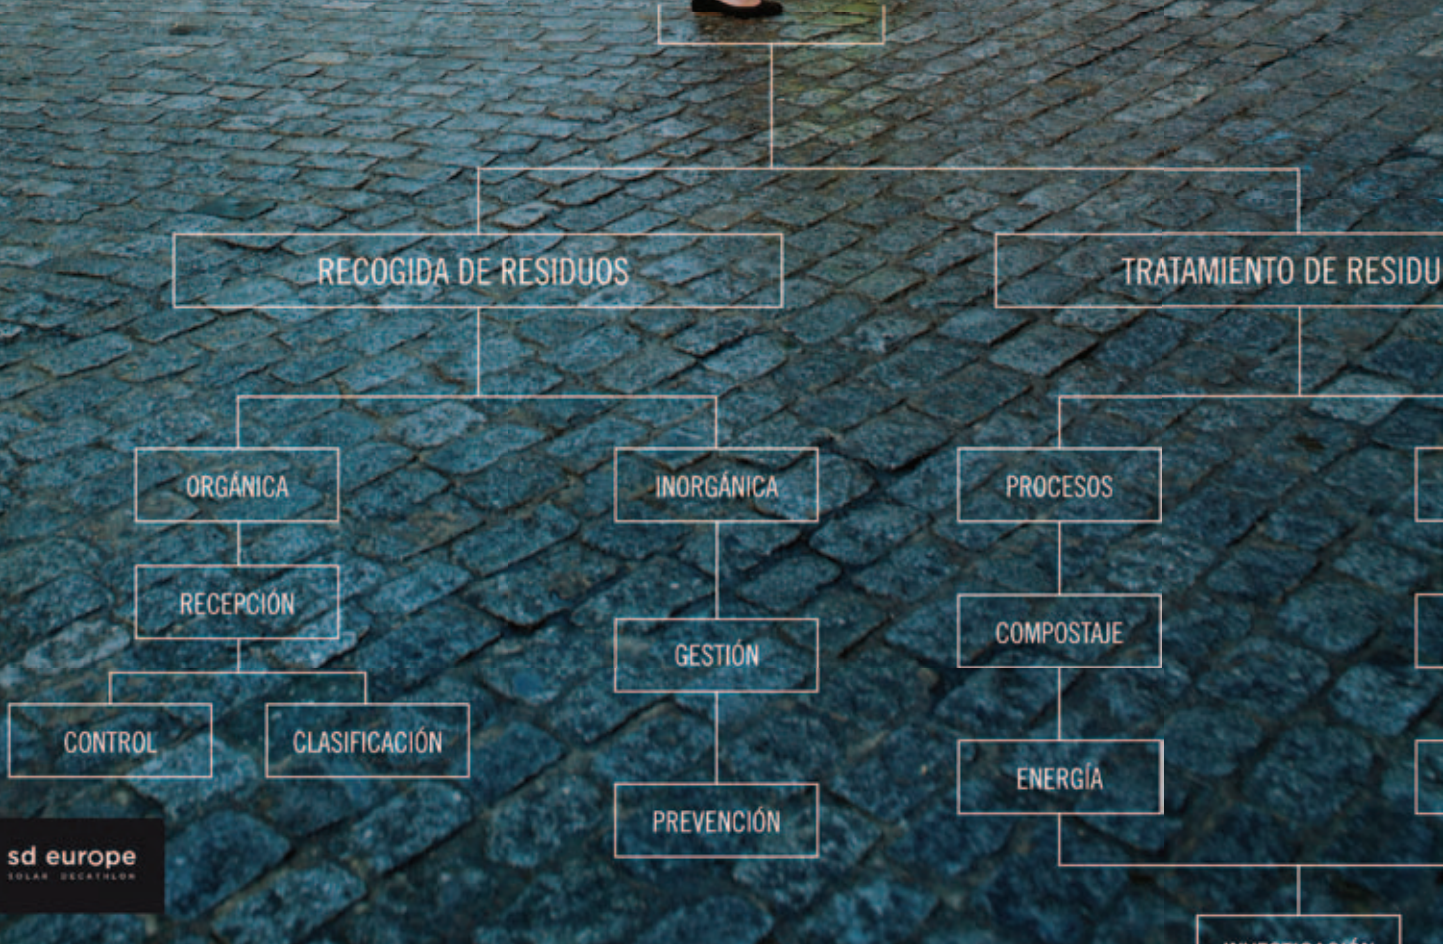 RECOGIDA DE RESIDUOS
TRATAMIENTO DE RESIDU
ORGÁNICA
INORGÁNICA
PROCESOS
RECEPCIÓN
COMPOSTAJE
GESTIÓN
CONTROL
CLASIFICACIÓN
ENERGÍA
PREVENCIÓN
sd europe
SOLAR DECATHLON